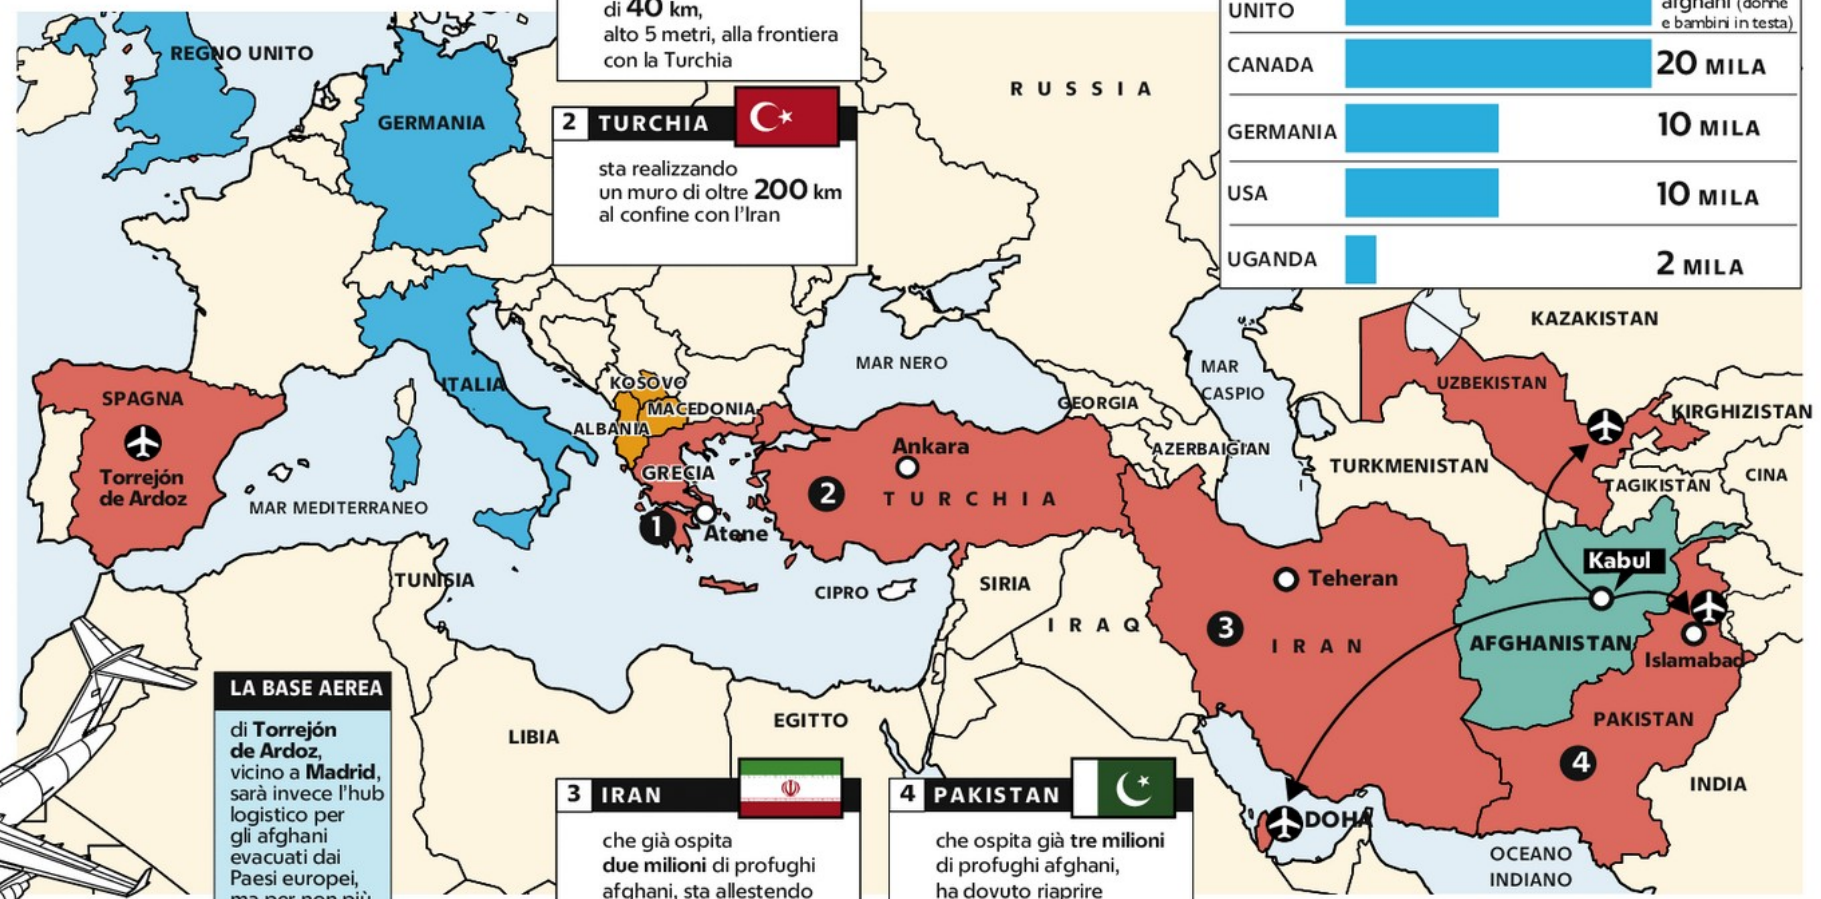 di 40 km,
alto 5 metri, alla frontiera
con la Turchia
2 TURCHIA
sta realizzando
un muro di oltre 200 km
al confine con l'Iran
UNITO
afghani (donne
e bambini in testa)
CANADA
20 MILA
GERMANIA
10 MILA
USA
10 MILA
UGANDA
2 MILA
REGNO UNITO
GERMANIA
RUSSIA
KAZAKISTAN
MAR NERO
MAR
CASPIO
SPAGNA
ITALIA
KOSOVO
MACEDONIA
ALBANIA
GEORGIA
UZBEKISTAN
KIRGHIZISTAN
Torrejón
de Ardoz
GRECIA
Ankara
AZERBAIGIAN
TURKMENISTAN
TAGIKISTAN
CINA
MAR MEDITERRANEO
2
TURCHIA
1
Atene
TUNISIA
CIPRO
SIRIA
Teheran
Kabul
IRAQ
3
IRAN
AFGHANISTAN
Islamabad
PAKISTAN
4
LIBIA
EGITTO
INDIA
DOHA
OCEANO
INDIANO
LA BASE AEREA
di Torrejón
de Ardoz,
vicino a Madrid,
sarà invece l'hub
logistico per
gli afghani
evacuati dai
Paesi europei,
ma per non più
3 IRAN
che già ospita
due milioni di profughi
afghani, sta allestendo
4 PAKISTAN
che ospita già tre milioni
di profughi afghani,
ha dovuto riaprire